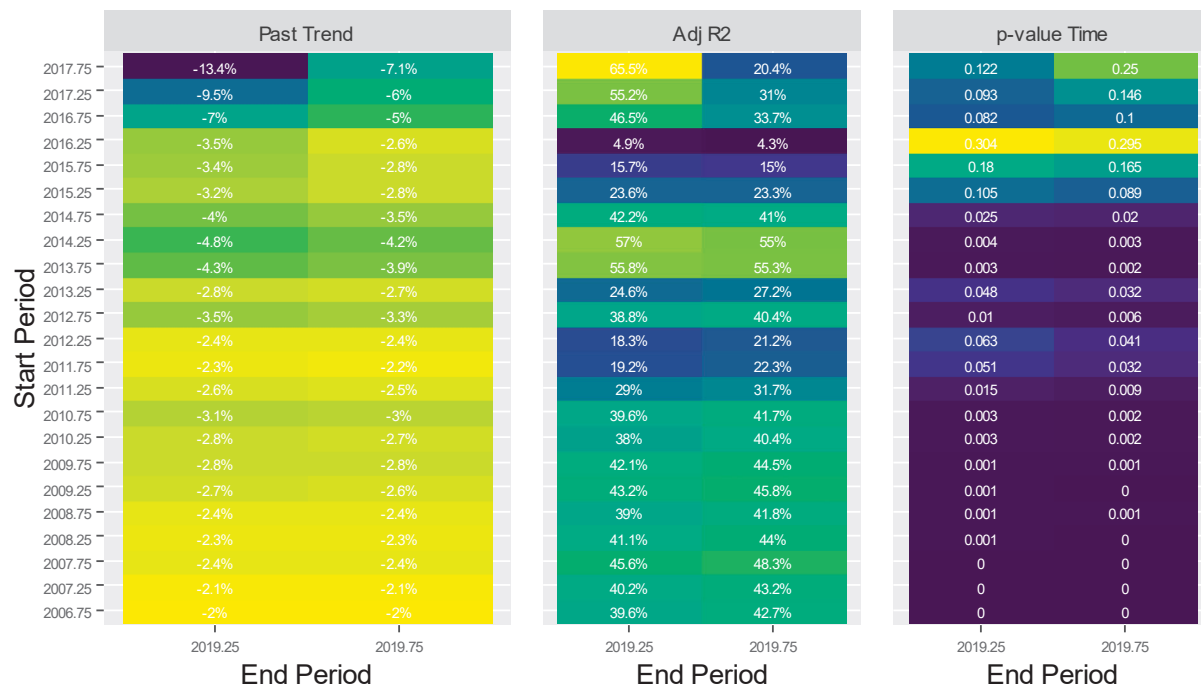 Past Trend Adj R2 p-value Time
2017.75 -13.4% -7.1% 65.5% 20.4% 0.122 0.25
2017.25 -9.5% -6% 55.2% 31% 0.093 0.146
2016.75 -7% -5% 46.5% 33.7% 0.082 0.1
2016.25 -3.5% -2.6% 4.9% 4.3% 0.304 0.295
2015.75 -3.4% -2.8% 15.7% 15% 0.18 0.165
2015.25 -3.2% -2.8% 23.6% 23.3% 0.105 0.089
2014.75 -4% -3.5% 42.2% 41% 0.025 0.02
2014.25 -4.8% -4.2% 57% 55% 0.004 0.003
2013.75 -4.3% -3.9% 55.8% 55.3% 0.003 0.002
2013.25 -2.8% -2.7% 24.6% 27.2% 0.048 0.032
2012.75 -3.5% -3.3% 38.8% 40.4% 0.01 0.006
2012.25 -2.4% -2.4% 18.3% 21.2% 0.063 0.041
2011.75 -2.3% -2.2% 19.2% 22.3% 0.051 0.032
2011.25 -2.6% -2.5% 29% 31.7% 0.015 0.009
2010.75 -3.1% -3% 39.6% 41.7% 0.003 0.002
2010.25 -2.8% -2.7% 38% 40.4% 0.003 0.002
2009.75 -2.8% -2.8% 42.1% 44.5% 0.001 0.001
2009.25 -2.7% -2.6% 43.2% 45.8% 0.001 0
2008.75 -2.4% -2.4% 39% 41.8% 0.001 0.001
2008.25 -2.3% -2.3% 41.1% 44% 0.001 0
2007.75 -2.4% -2.4% 45.6% 48.3% 0 0
2007.25 -2.1% -2.1% 40.2% 43.2% 0 0
2006.75 -2% -2% 39.6% 42.7% 0 0
Start Period
2019.25 2019.75 2019.25 2019.75 2019.25 2019.75
End Period End Period End Period